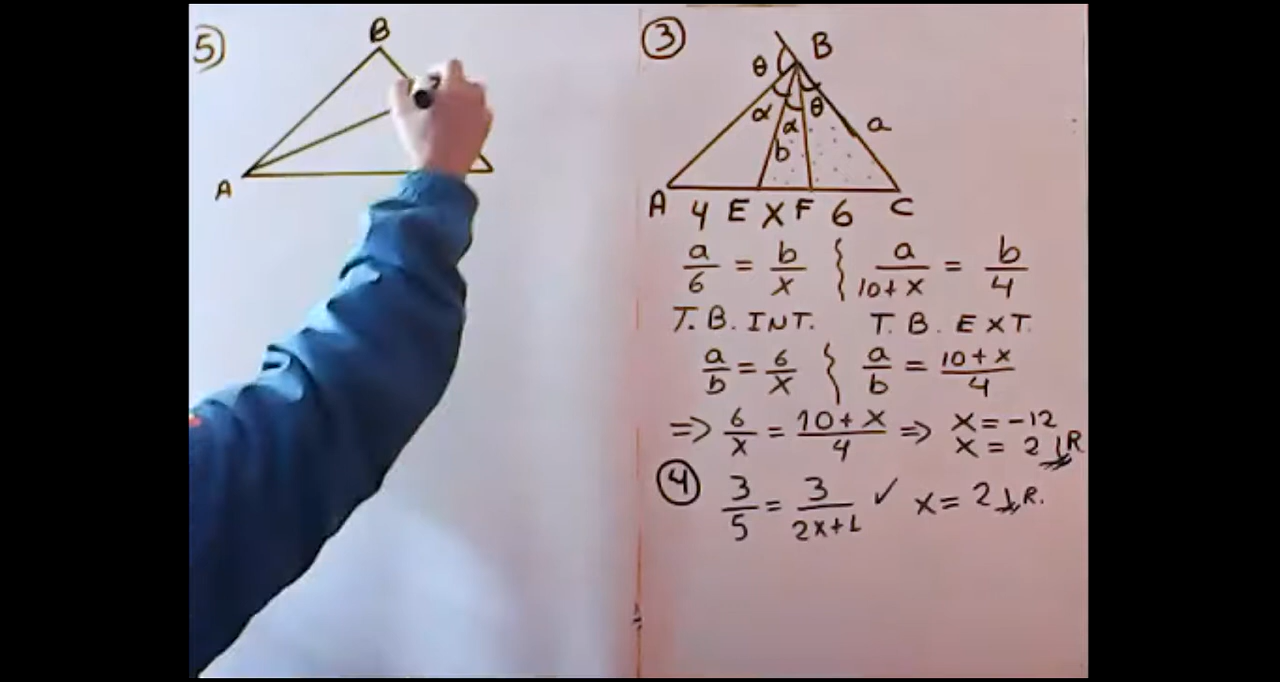 5)
B
A
3
B
θ
α α θ a
b
A 4 E X F 6 C
a/6 = b/x { a/10+x = b/4
T. B. INT. T. B. EXT.
a/b = 6/x { a/b = 10+x/4
=> 6/x = 10+x/4 => x = -12
x = 2 R
4 3/5 = 3/2x+1 ✓ x = 2 R.